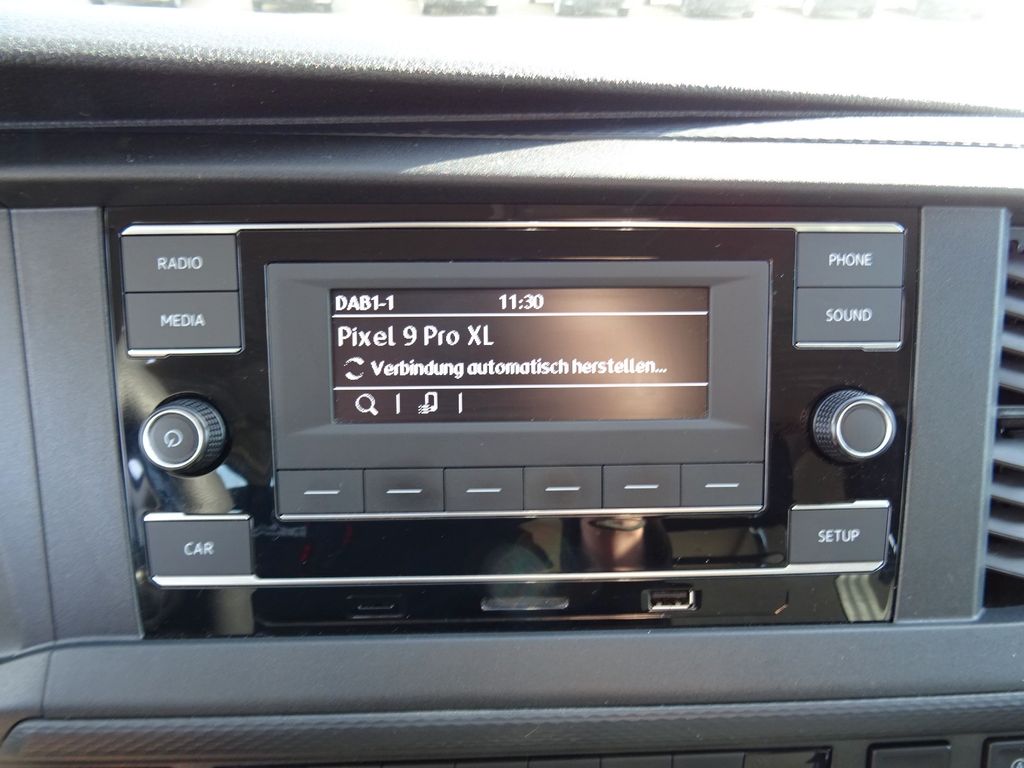 RADIO
MEDIA
DAB1-1 11:30
Pixel 9 Pro XL
Verbindung automatisch herstellen...
PHONE
SOUND
CAR
SETUP